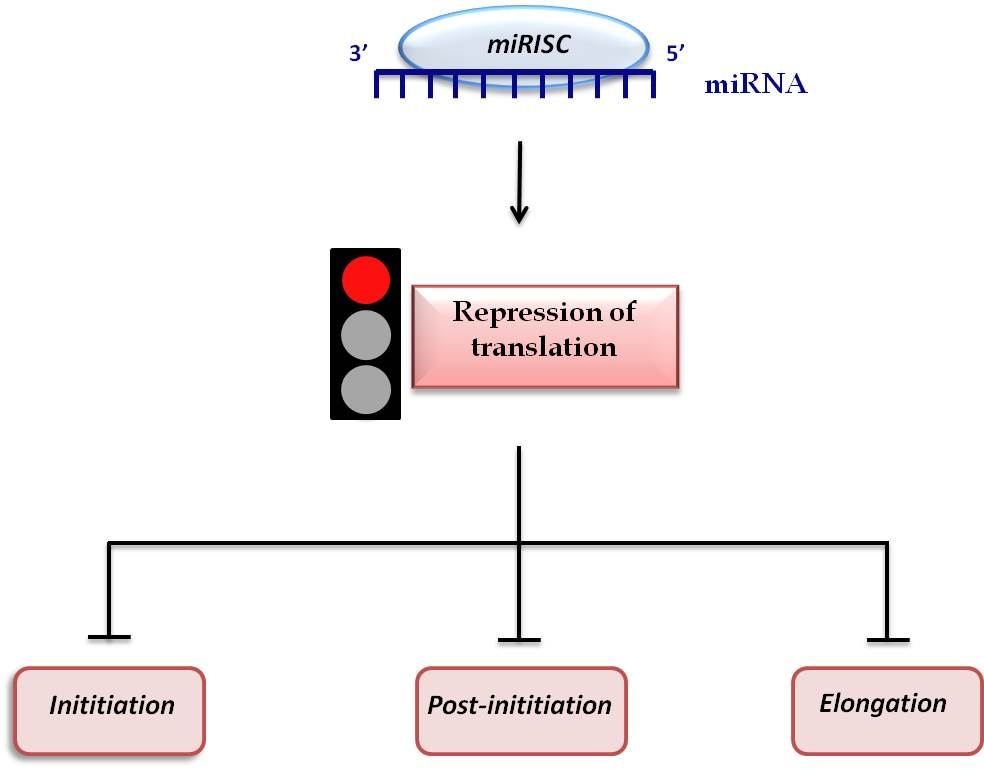 miRISC
3’
5’
miRNA
Repression of
translation
Inititiation
Post-inititiation
Elongation